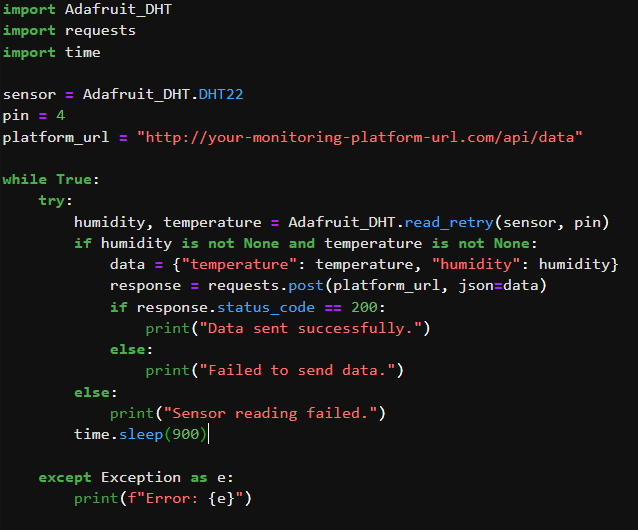 import Adafruit_DHT
import requests
import time

sensor = Adafruit_DHT.DHT22
pin = 4
platform_url = "http://your-monitoring-platform-url.com/api/data"

while True:
    try:
        humidity, temperature = Adafruit_DHT.read_retry(sensor, pin)
        if humidity is not None and temperature is not None:
            data = {"temperature": temperature, "humidity": humidity}
            response = requests.post(platform_url, json=data)
            if response.status_code == 200:
                print("Data sent successfully.")
            else:
                print("Failed to send data.")
        else:
            print("Sensor reading failed.")
        time.sleep(900)

    except Exception as e:
        print(f"Error: {e}")